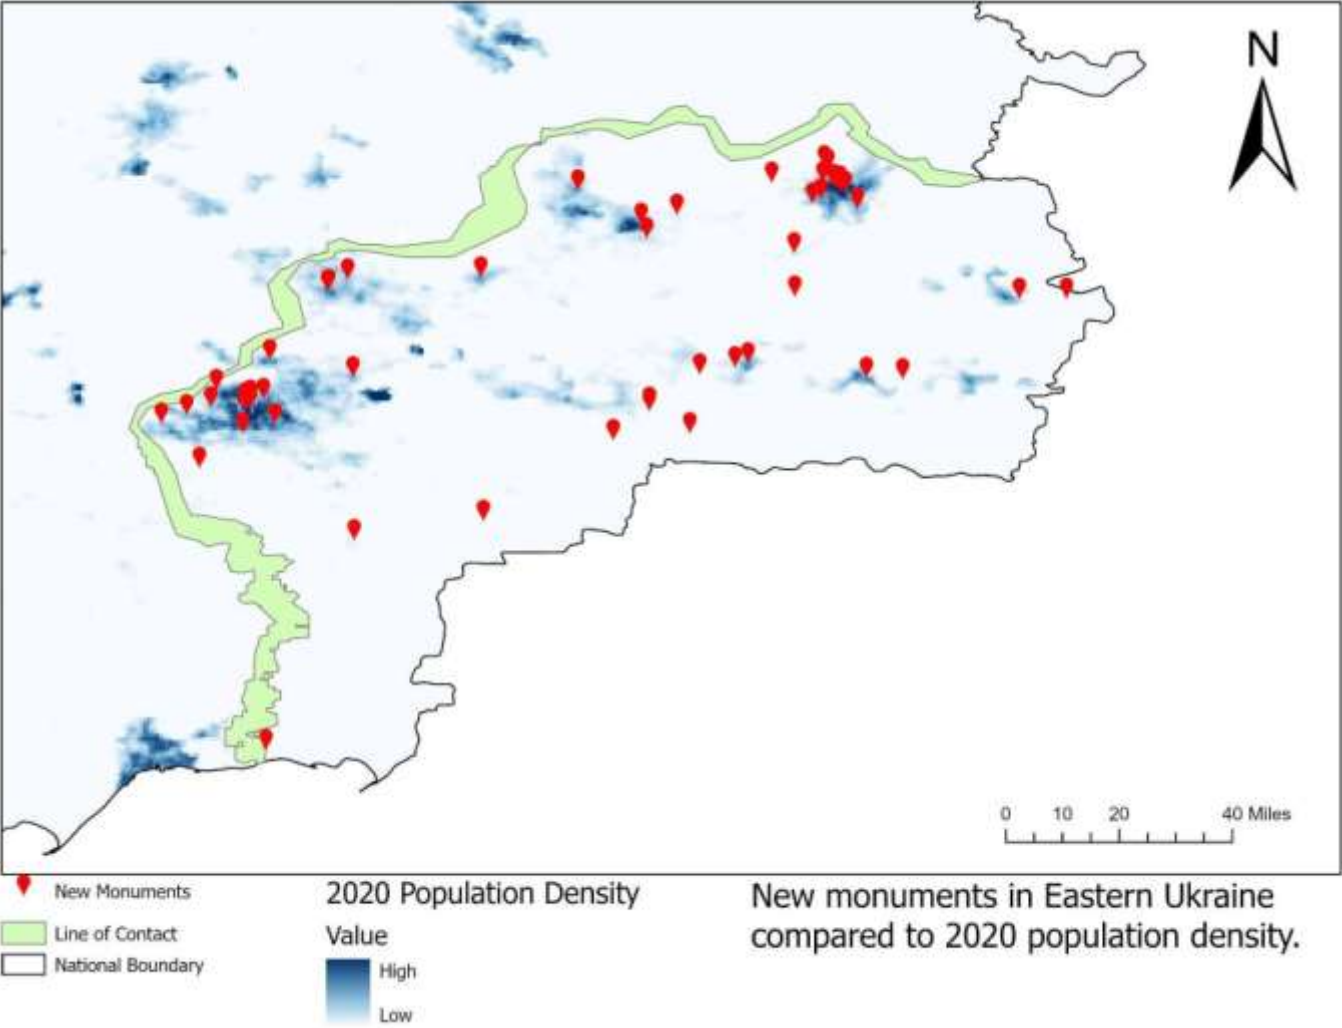 N
0 10 20 40 Miles
New Monuments
Line of Contact
National Boundary
2020 Population Density
Value
High
Low
New monuments in Eastern Ukraine
compared to 2020 population density.